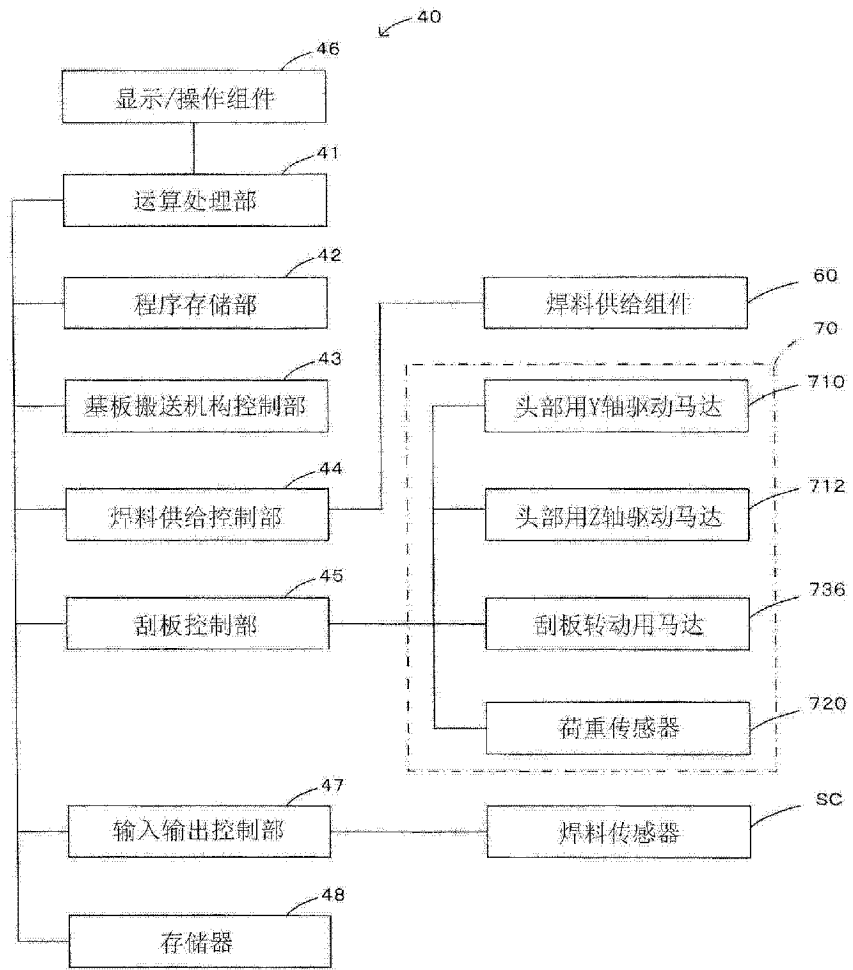 40
46
显示/操作组件
41
运算处理部
42
程序存储部
60
焊料供给组件
43
基板搬送机构控制部
70
710
头部用Y轴驱动马达
44
焊料供给控制部
712
头部用Z轴驱动马达
45
刮板控制部
736
刮板转动用马达
720
荷重传感器
47
输入输出控制部
SC
焊料传感器
48
存储器